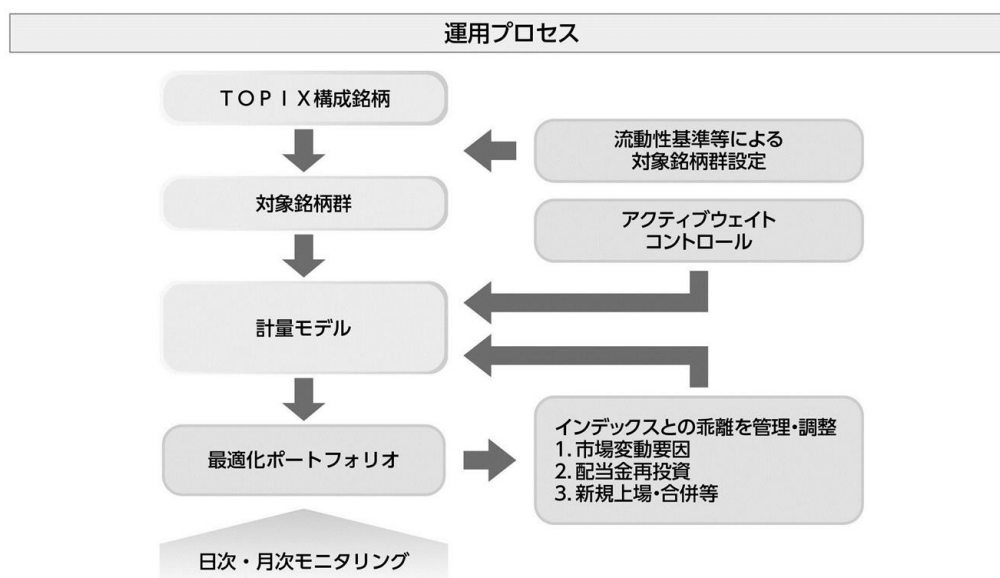 運用プロセス
TOPIX構成銘柄
流動性基準等による
対象銘柄群設定
対象銘柄群
アクティブウェイト
コントロール
計量モデル
最適化ポートフォリオ
インデックスとの乖離を管理・調整
1. 市場変動要因
2. 配当金再投資
3. 新規上場・合併等
日次・月次モニタリング